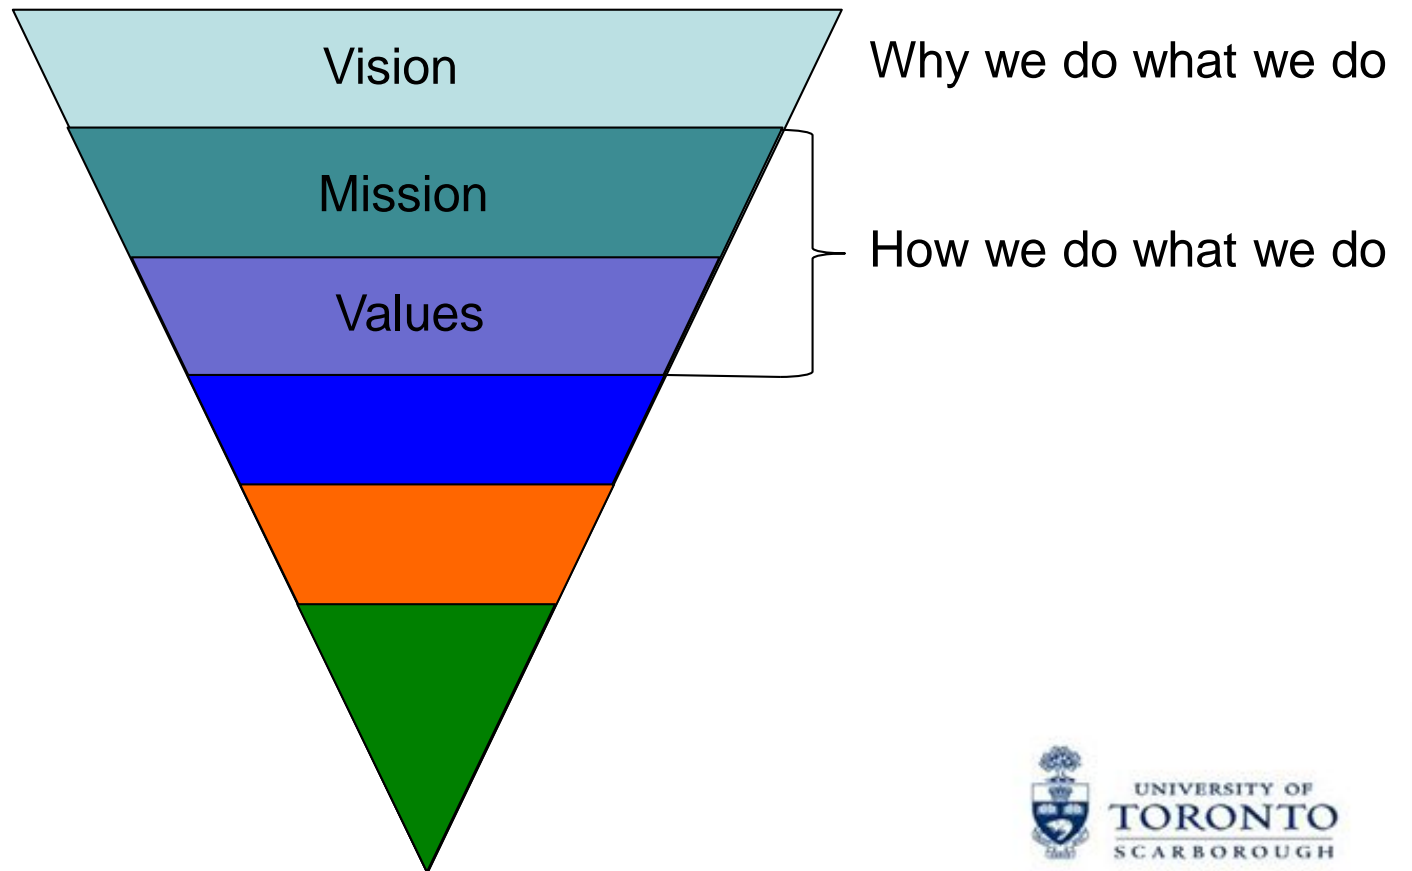 Vision
Why we do what we do
Mission
How we do what we do
Values
UNIVERSITY OF
TORONTO
SCARBOROUGH